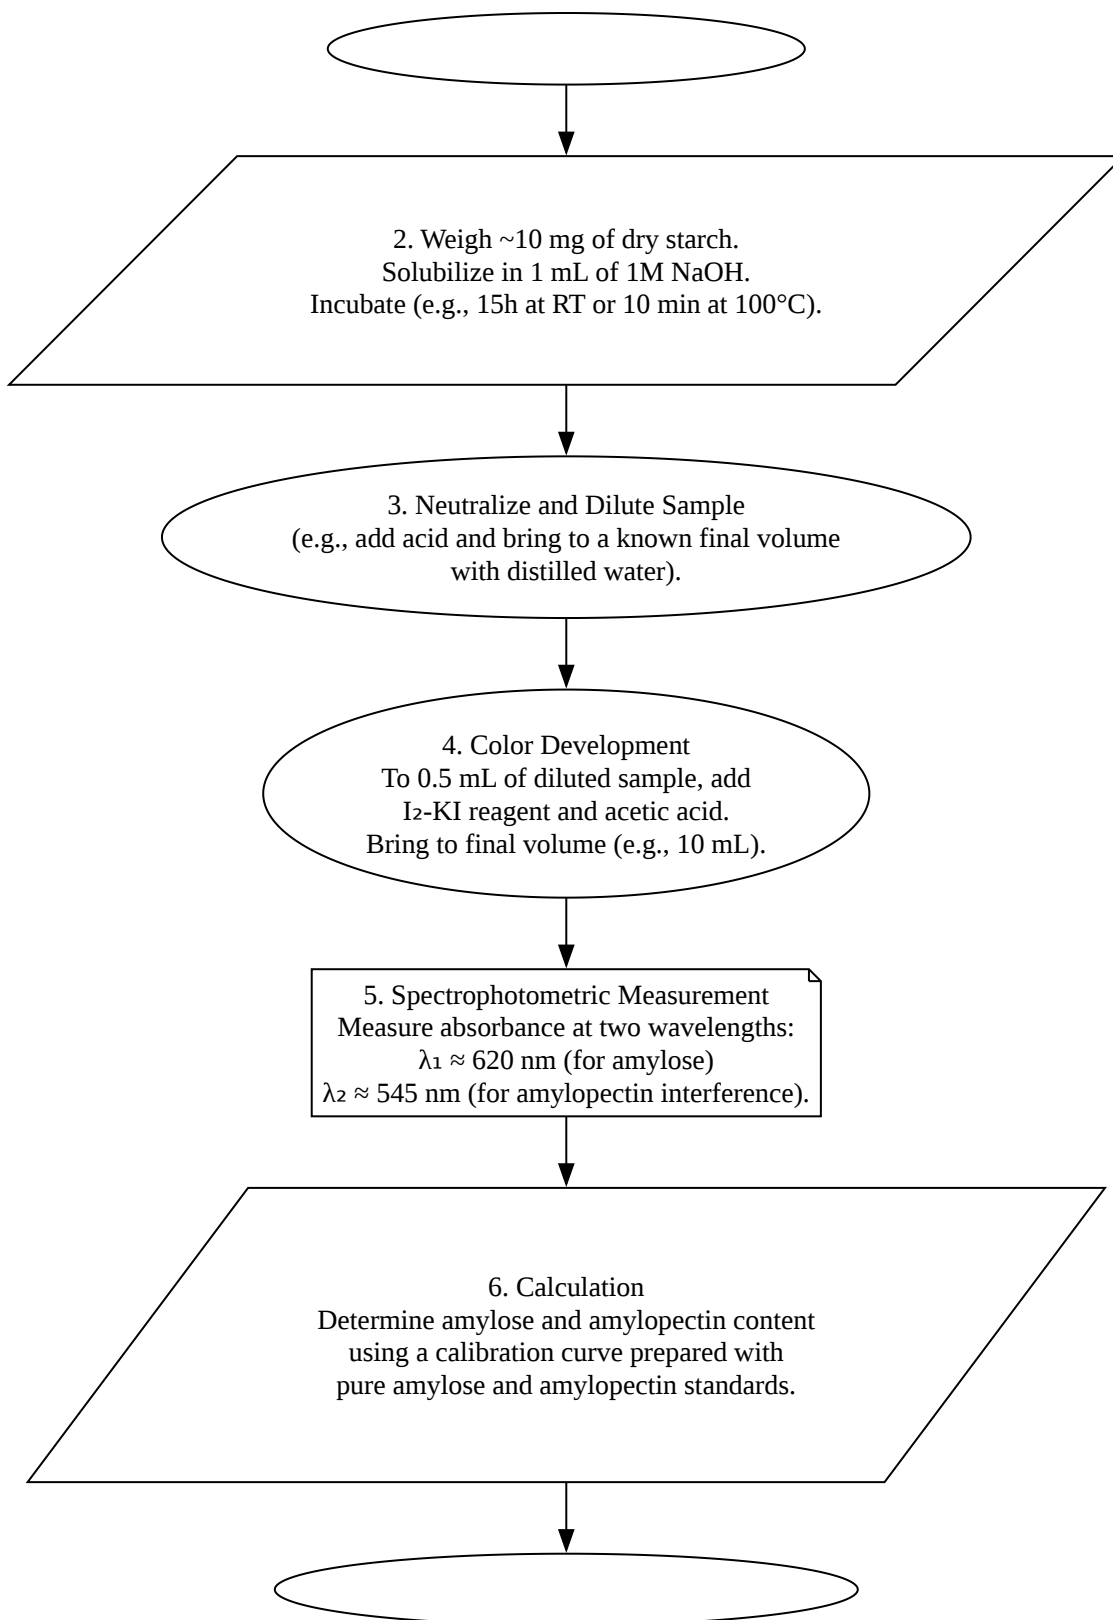 2. Weigh ~10 mg of dry starch.
Solubilize in 1 mL of 1M NaOH.
Incubate (e.g., 15h at RT or 10 min at 100°C).
3. Neutralize and Dilute Sample
(e.g., add acid and bring to a known final volume
with distilled water).
4. Color Development
To 0.5 mL of diluted sample, add
I₂-KI reagent and acetic acid.
Bring to final volume (e.g., 10 mL).
5. Spectrophotometric Measurement
Measure absorbance at two wavelengths:
λ₁ ≈ 620 nm (for amylose)
λ₂ ≈ 545 nm (for amylopectin interference).
6. Calculation
Determine amylose and amylopectin content
using a calibration curve prepared with
pure amylose and amylopectin standards.